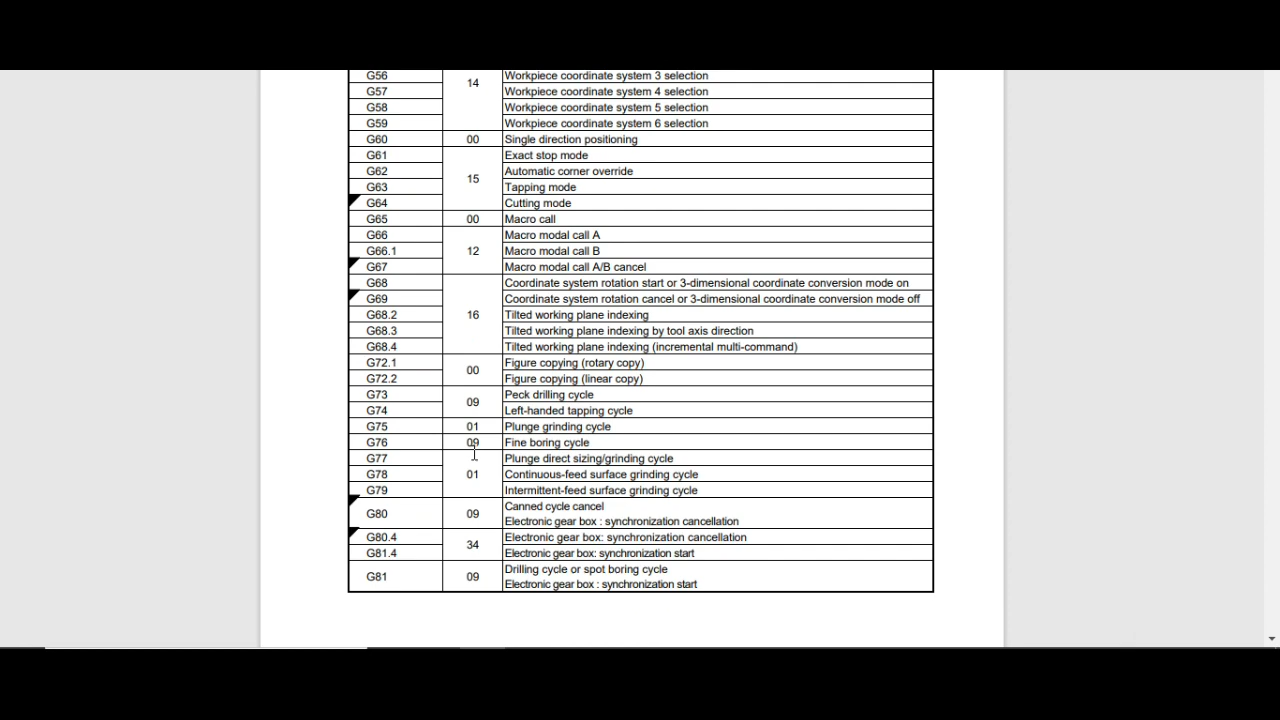 G56 Workpiece coordinate system 3 selection
14
G57 Workpiece coordinate system 4 selection
G58 Workpiece coordinate system 5 selection
G59 Workpiece coordinate system 6 selection
G60 00 Single direction positioning
G61 Exact stop mode
G62 Automatic corner override
15
G63 Tapping mode
G64 Cutting mode
G65 00 Macro call
G66 Macro modal call A
G66.1 12 Macro modal call B
G67 Macro modal call A/B cancel
G68 Coordinate system rotation start or 3-dimensional coordinate conversion mode on
G69 Coordinate system rotation cancel or 3-dimensional coordinate conversion mode off
G68.2 16 Tilted working plane indexing
G68.3 Tilted working plane indexing by tool axis direction
G68.4 Tilted working plane indexing (incremental multi-command)
G72.1 Figure copying (rotary copy)
00
G72.2 Figure copying (linear copy)
G73 Peck drilling cycle
09
G74 Left-handed tapping cycle
G75 01 Plunge grinding cycle
G76 09 Fine boring cycle
G77 Plunge direct sizing/grinding cycle
G78 01 Continuous-feed surface grinding cycle
G79 Intermittent-feed surface grinding cycle
G80 09 Canned cycle cancel
Electronic gear box : synchronization cancellation
G80.4 Electronic gear box: synchronization cancellation
34
G81.4 Electronic gear box: synchronization start
G81 09 Drilling cycle or spot boring cycle
Electronic gear box : synchronization start